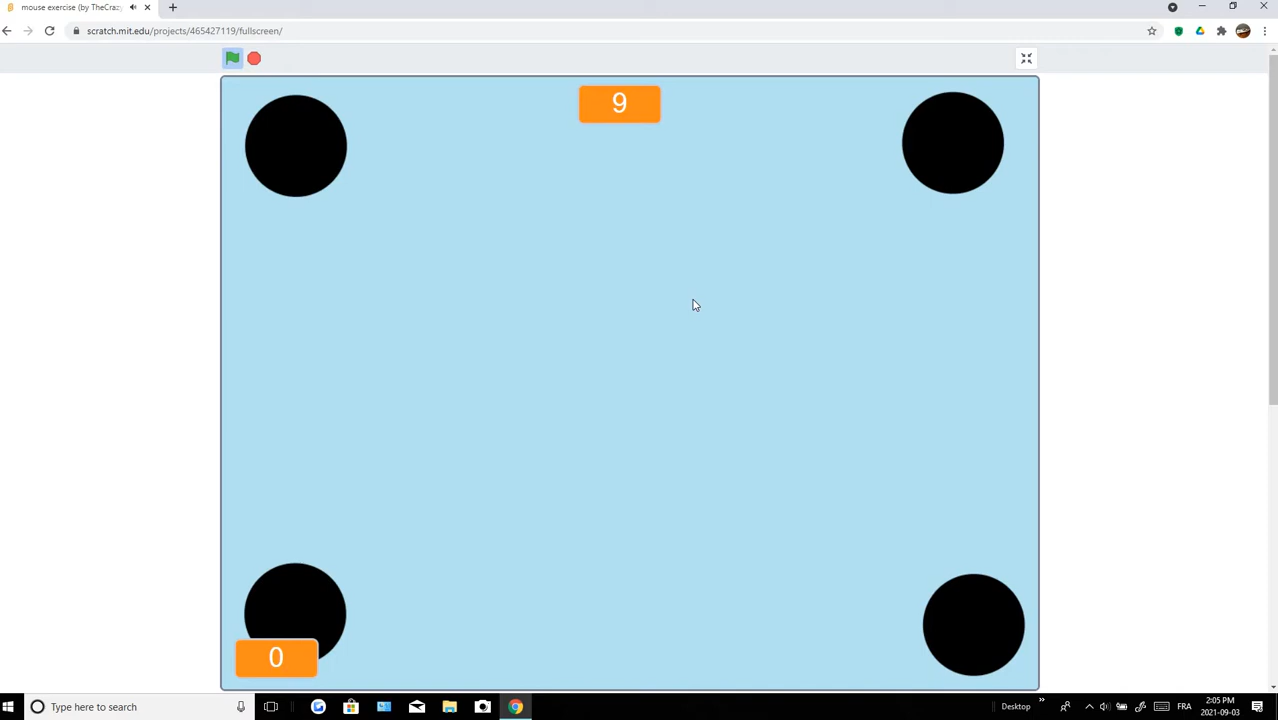 mouse exercise (by TheCraz
scratch.mit.edu/projects/465427119/fullscreen/
9
0
Type here to search
Desktop
FRA
2:05 PM
2021-09-03